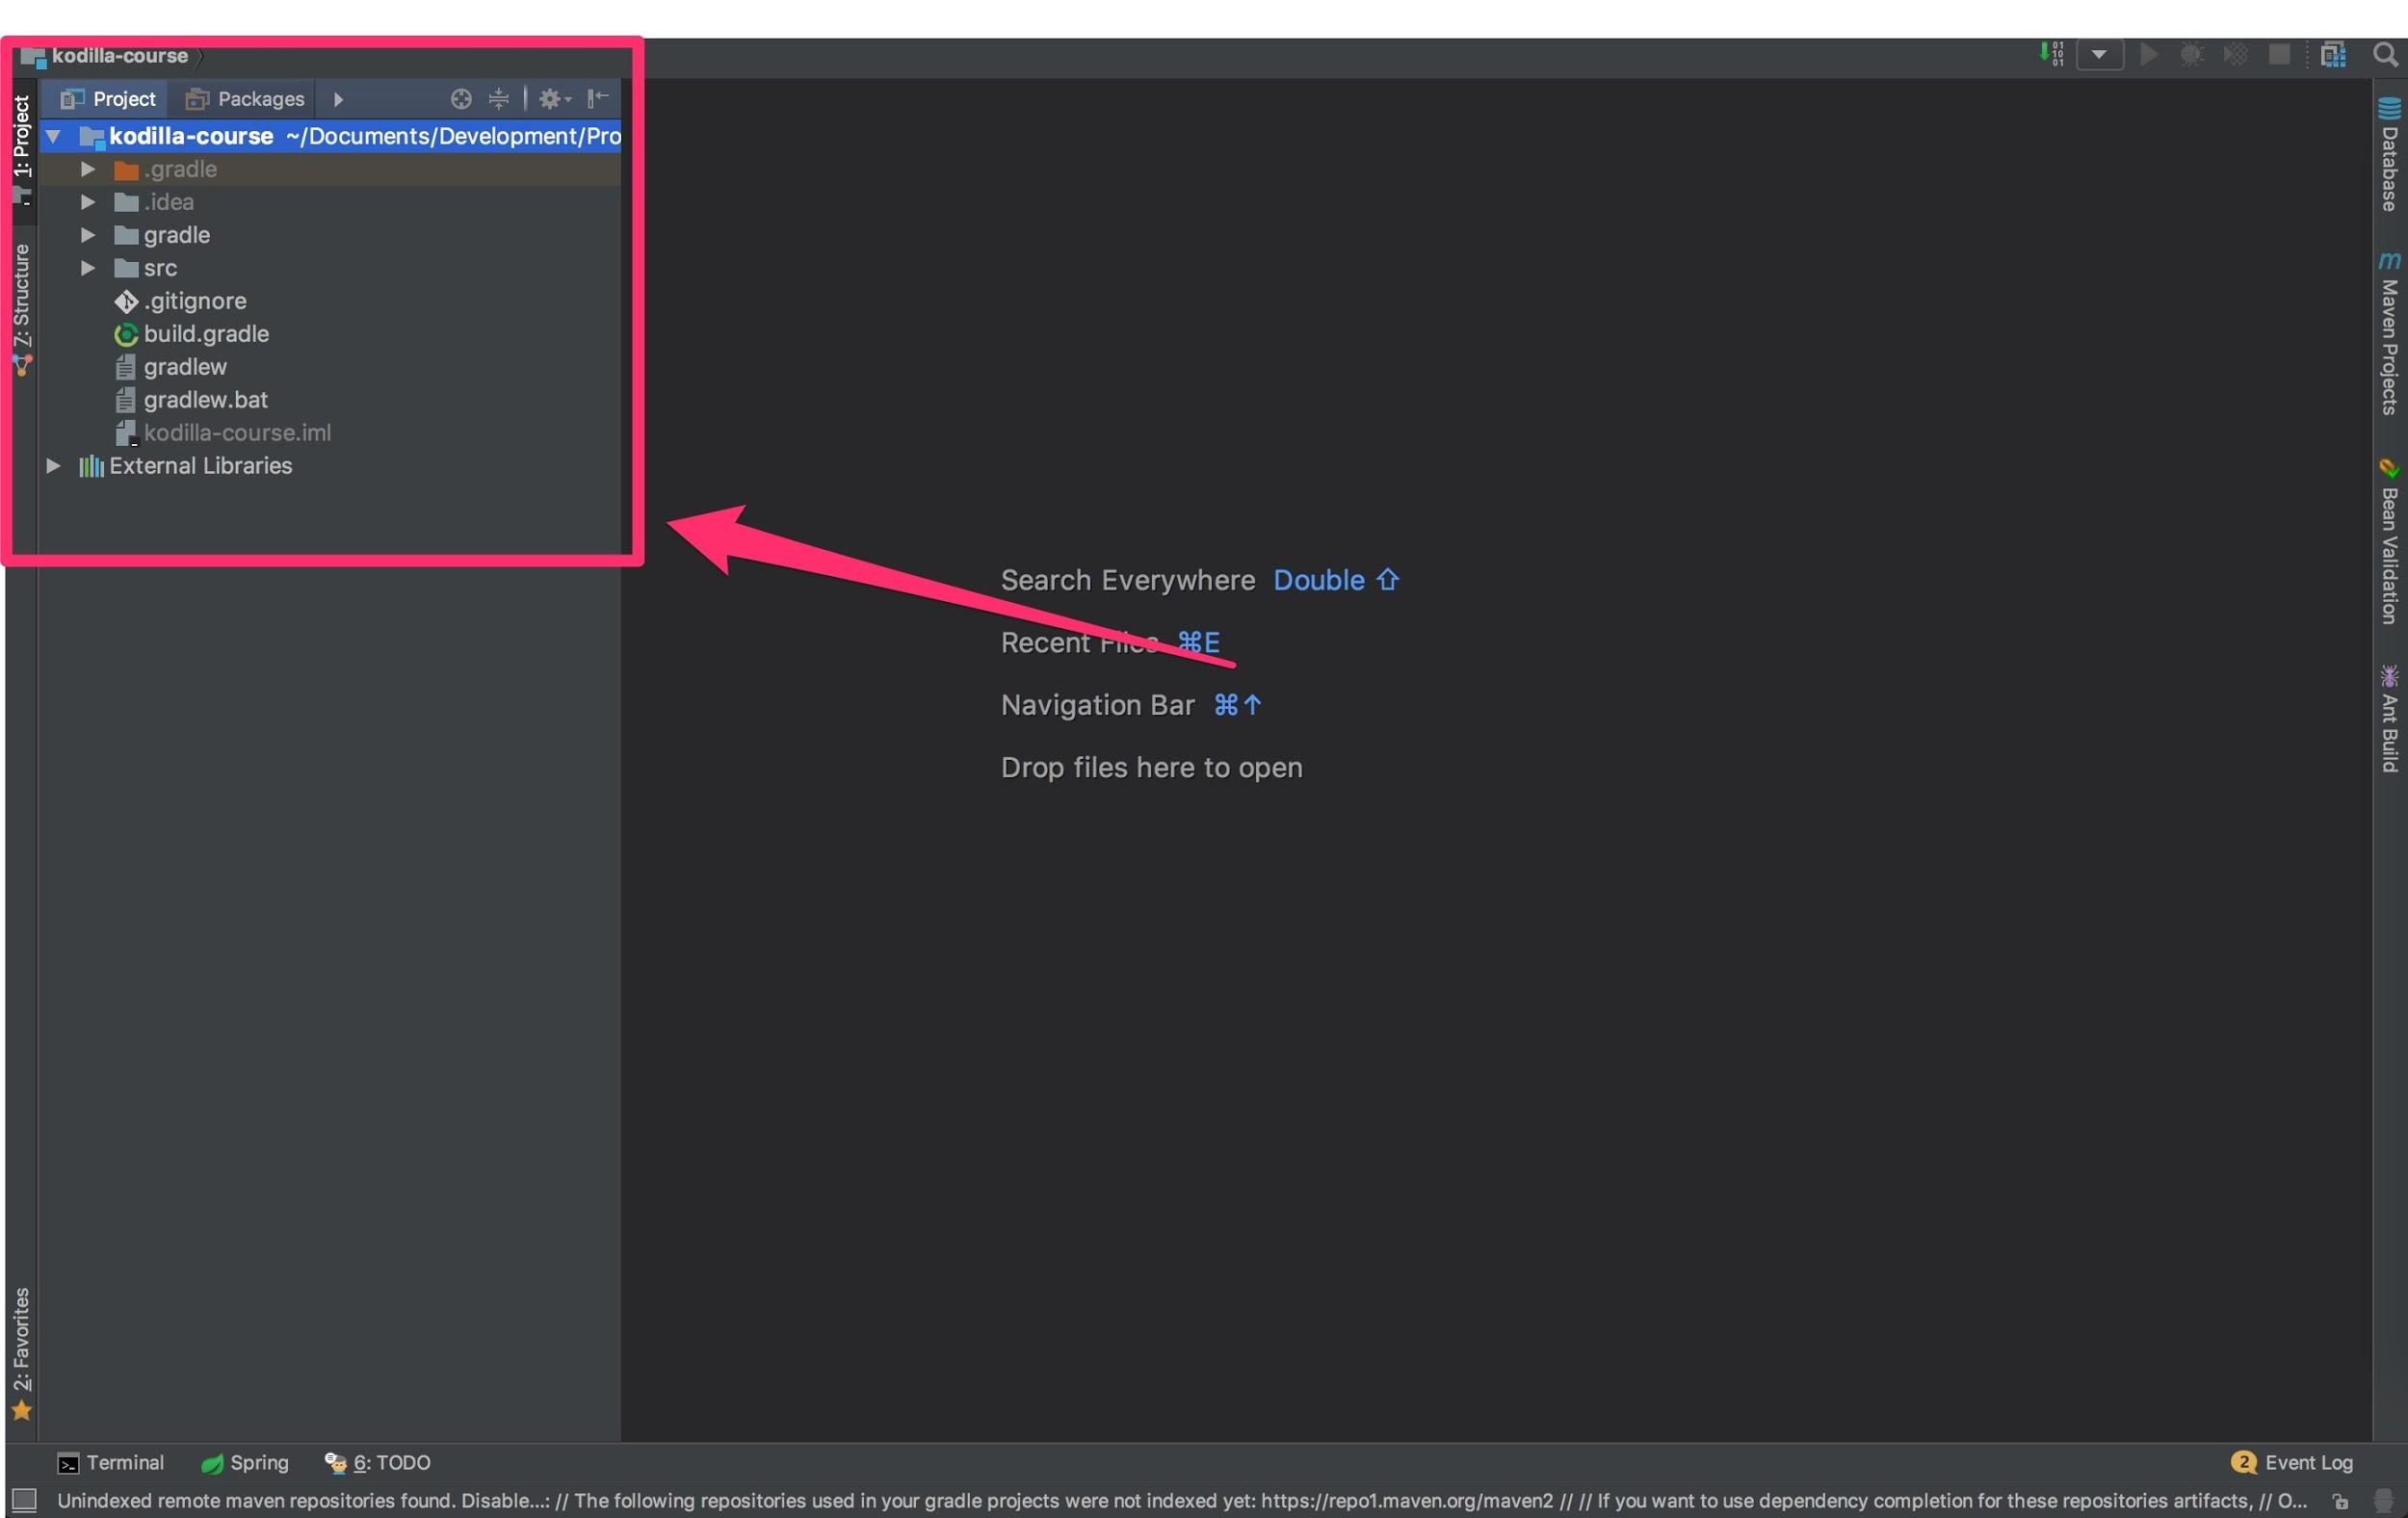 kodilla-course
01
10
01
Project Packages
kodilla-course ~/Documents/Development/Pro
.gradle
.idea
gradle
src
.gitignore
build.gradle
gradlew
gradlew.bat
kodilla-course.iml
External Libraries
1: Project
Z: Structure
2: Favorites
Search Everywhere Double ⇧
Recent Files ⌘E
Navigation Bar ⌘↑
Drop files here to open
Database
m Maven Projects
Bean Validation
Ant Build
Terminal Spring 6: TODO
2 Event Log
Unindexed remote maven repositories found. Disable...: // The following repositories used in your gradle projects were not indexed yet: https://repo1.maven.org/maven2 // // If you want to use dependency completion for these repositories artifacts, // O...